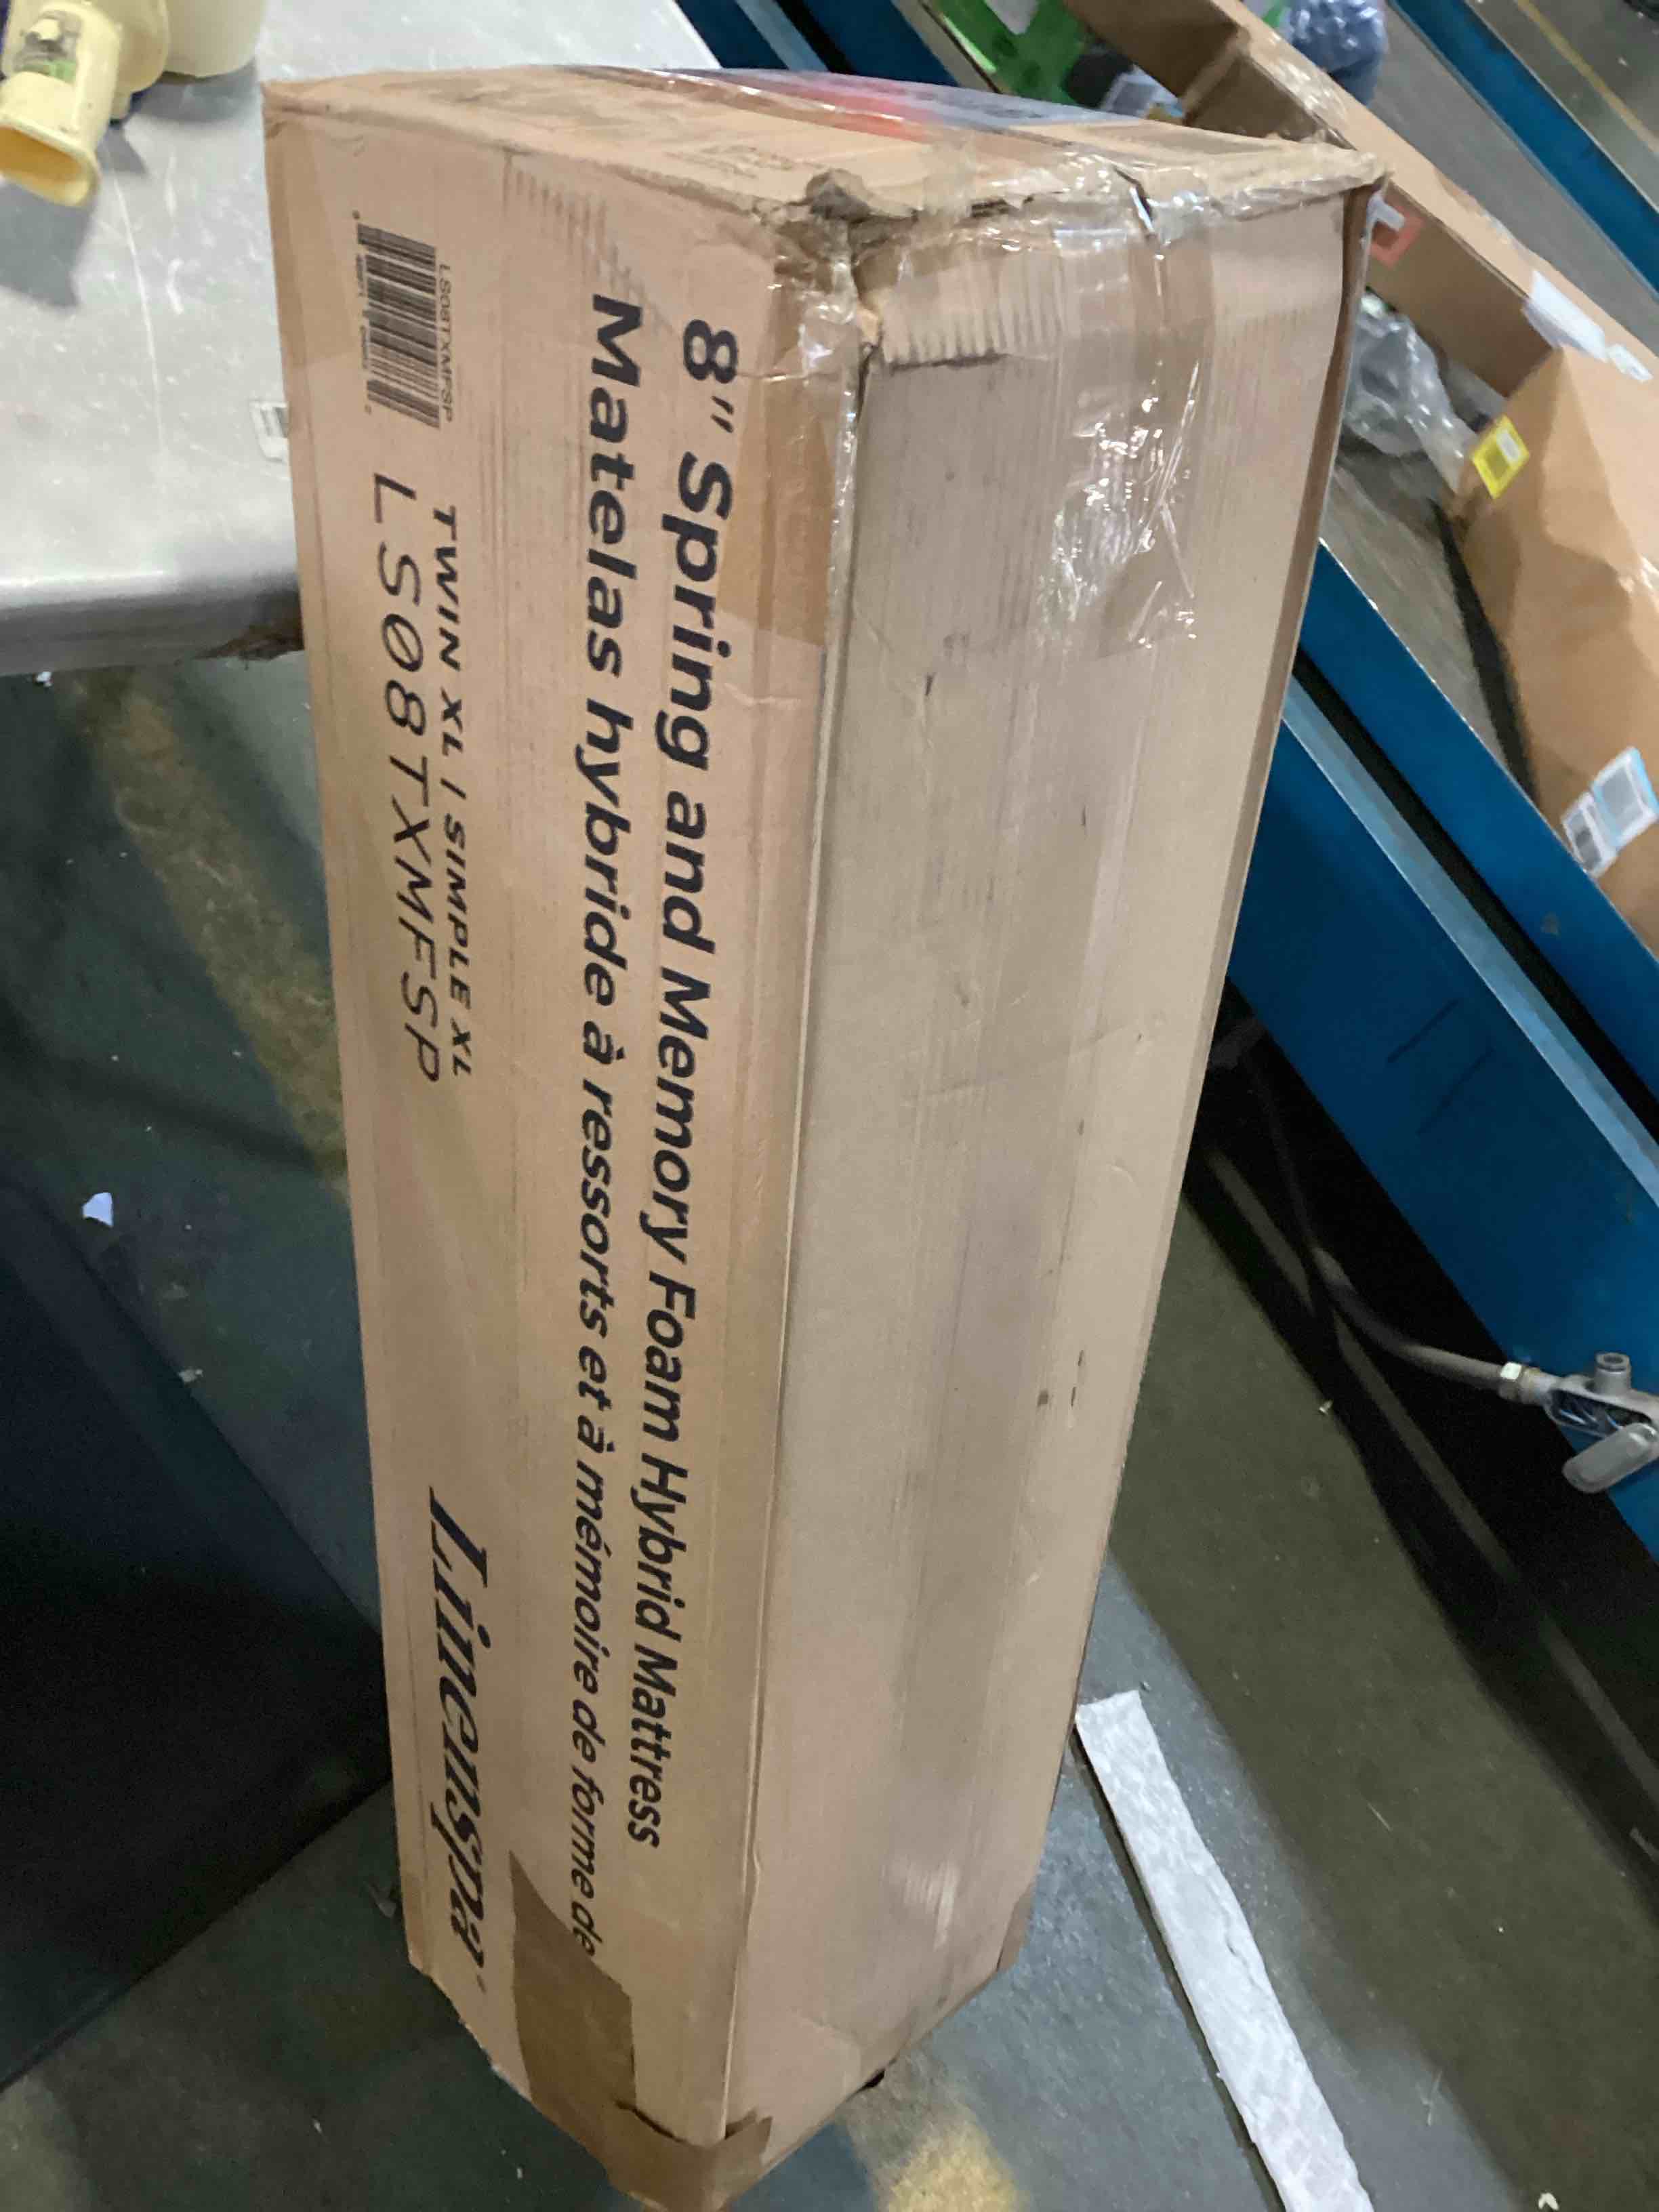 8" Spring and Memory Foam Hybrid Mattress
Matelas hybride à ressorts et à mémoire de forme de
LS08TXMFSP
TWIN XL / SIMPLE XL
LS08TXMFSP
Linenspa